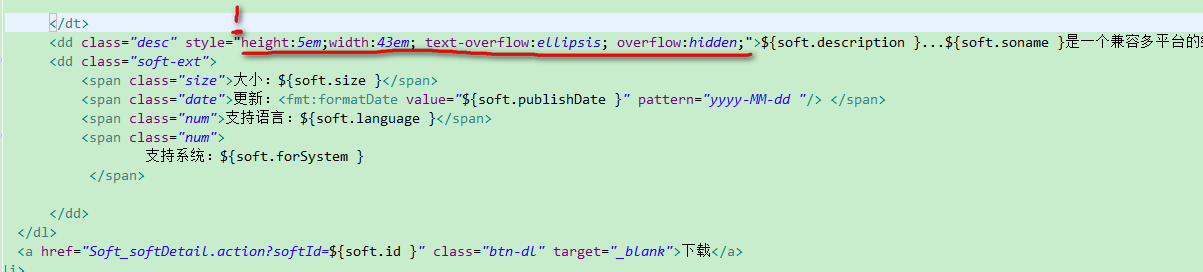 </dt>
<dd class="desc" style="height:5em;width:43em; text-overflow:ellipsis; overflow:hidden;">${soft.description }...${soft.soname }是一个兼容多平台的
<dd class="soft-ext">
<span class="size">大小：${soft.size }</span>
<span class="date">更新：<fmt:formatDate value="${soft.publishDate }" pattern="yyyy-MM-dd "/> </span>
<span class="num">支持语言：${soft.language }</span>
<span class="num">
支持系统：${soft.forSystem }
</span>
</dd>
</dl>
<a href="Soft_softDetail.action?softId=${soft.id }" class="btn-dl" target="_blank">下载</a>
li>